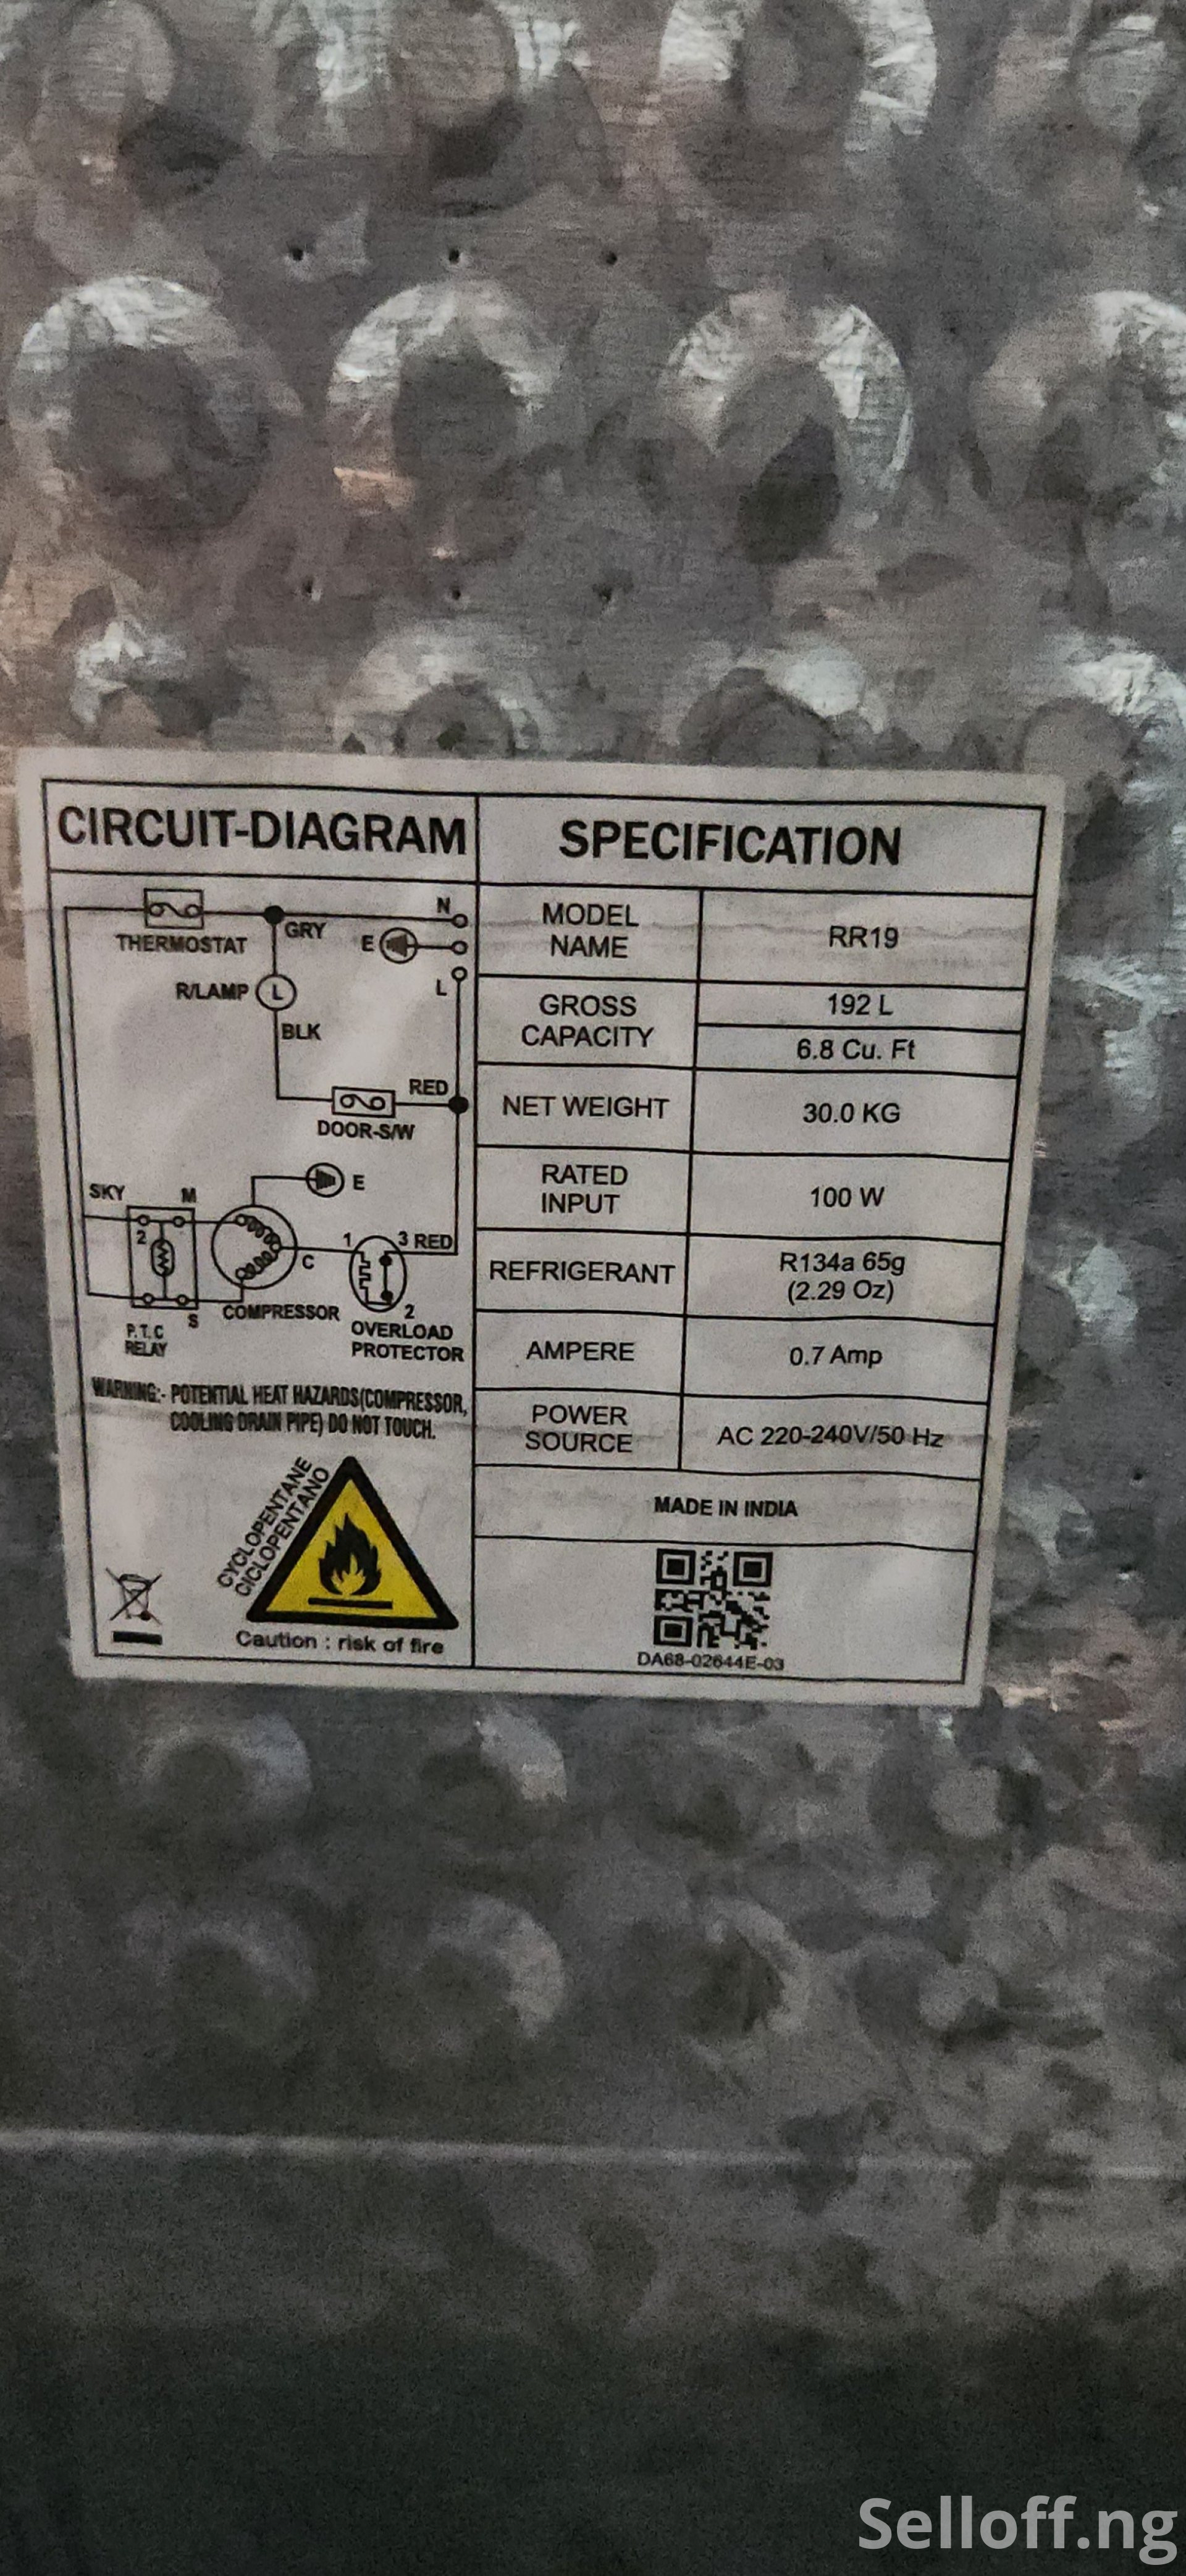 CIRCUIT-DIAGRAM
THERMOSTAT
GRY
N
E
L
R/LAMP
L
BLK
RED
DOOR-S/W
E
SKY
M
2
C
1
3 RED
S
COMPRESSOR
2
P.T.C
RELAY
OVERLOAD
PROTECTOR
WARNING:- POTENTIAL HEAT HAZARDS(COMPRESSOR,
COOLING DRAIN PIPE) DO NOT TOUCH.
CYCLOPENTANE
CICLOPENTANO
Caution : risk of fire
SPECIFICATION
MODEL
NAME
RR19
GROSS
CAPACITY
192 L
6.8 Cu. Ft
NET WEIGHT
30.0 KG
RATED
INPUT
100 W
REFRIGERANT
R134a 65g
(2.29 Oz)
AMPERE
0.7 Amp
POWER
SOURCE
AC 220-240V/50 Hz
MADE IN INDIA
DA68-02644E-03
Selloff.ng